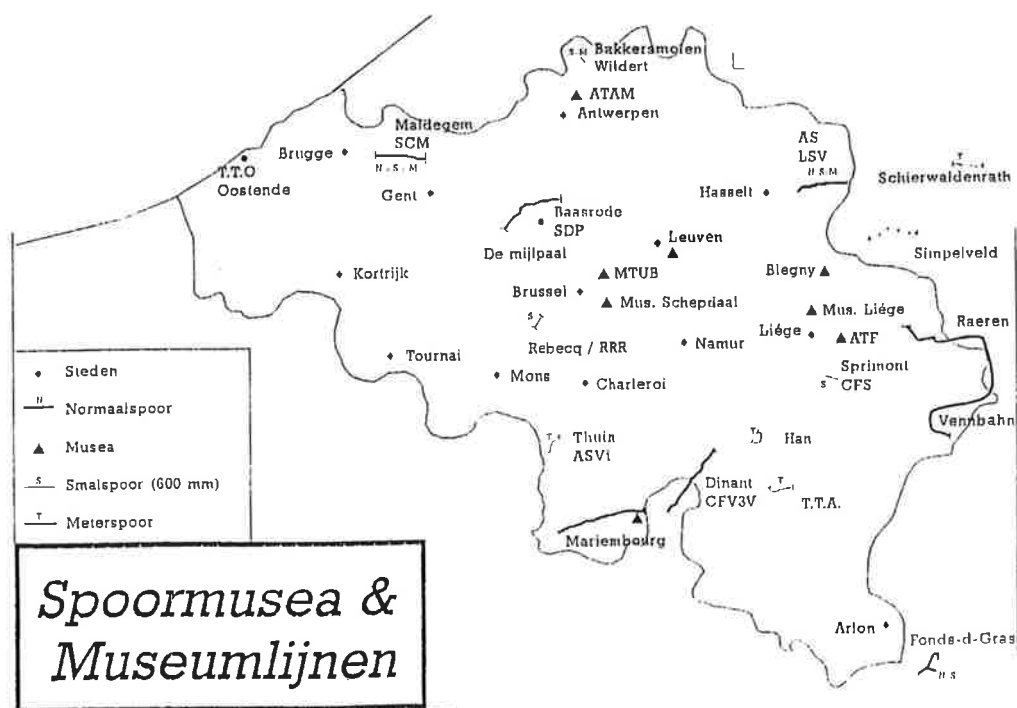 S-M Bakkersmolen
Wildert
ATAM
Antwerpen
Maldegem
SCM
N-S-M
Brugge
T.T.O
Oostende
Gent
AS
LSV
N S-M
T
Schierwaldenrath
Hasselt
Baasrode
SDP
De mijlpaal
Leuven
Simpelveld
MTUB
Blegny
Kortrijk
Brussel
Mus. Schepdaal
Mus. Liége
S
Rebecq / RRR
Namur
Liége
ATF
Raeren
Tournai
Mons
Charleroi
Sprimont
S CFS
Vennbahn
T Thuin
ASVi
T Han
Dinant
CFV3V
T
T.T.A.
Mariembourg
Arlon
Fonds-d-Gras
N S
Steden
N Normaalspoor
Musea
S Smalspoor (600 mm)
T Meterspoor
Spoormusea &
Museumlijnen